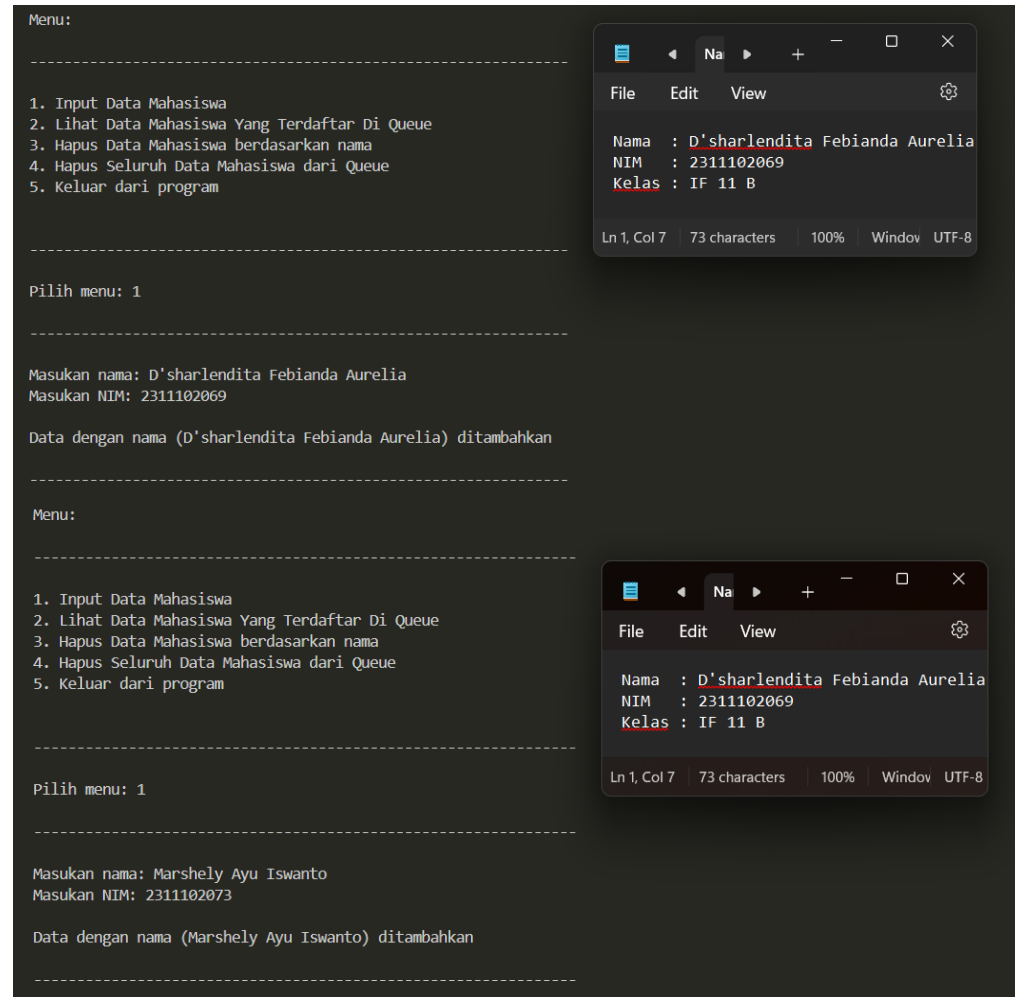 Menu:
---------------------------------------------------------------
1. Input Data Mahasiswa
2. Lihat Data Mahasiswa Yang Terdaftar Di Queue
3. Hapus Data Mahasiswa berdasarkan nama
4. Hapus Seluruh Data Mahasiswa dari Queue
5. Keluar dari program
---------------------------------------------------------------
Pilih menu: 1
---------------------------------------------------------------
Masukan nama: D'sharlendita Febianda Aurelia
Masukan NIM: 2311102069
Data dengan nama (D'sharlendita Febianda Aurelia) ditambahkan
---------------------------------------------------------------
Na
File Edit View
Nama : D'sharlendita Febianda Aurelia
NIM : 2311102069
Kelas : IF 11 B
Ln 1, Col 7 73 characters 100% Window UTF-8
Menu:
---------------------------------------------------------------
1. Input Data Mahasiswa
2. Lihat Data Mahasiswa Yang Terdaftar Di Queue
3. Hapus Data Mahasiswa berdasarkan nama
4. Hapus Seluruh Data Mahasiswa dari Queue
5. Keluar dari program
---------------------------------------------------------------
Pilih menu: 1
---------------------------------------------------------------
Masukan nama: Marshely Ayu Iswanto
Masukan NIM: 2311102073
Data dengan nama (Marshely Ayu Iswanto) ditambahkan
---------------------------------------------------------------
Na
File Edit View
Nama : D'sharlendita Febianda Aurelia
NIM : 2311102069
Kelas : IF 11 B
Ln 1, Col 7 73 characters 100% Window UTF-8